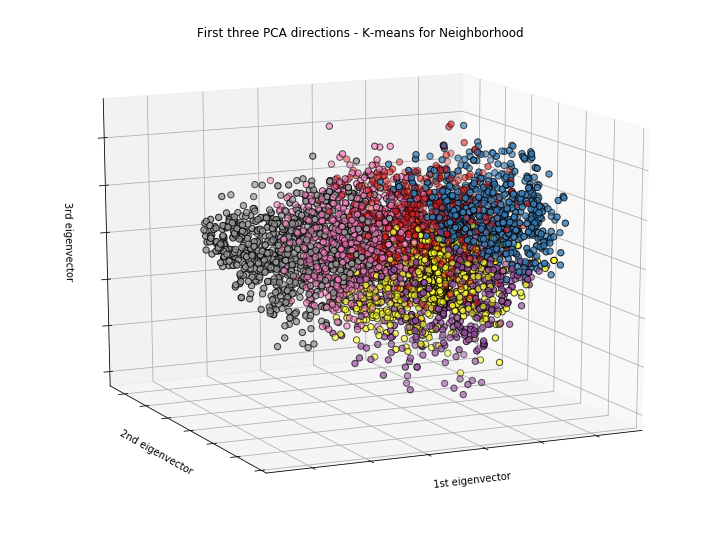 First three PCA directions - K-means for Neighborhood
3rd eigenvector
2nd eigenvector
1st eigenvector